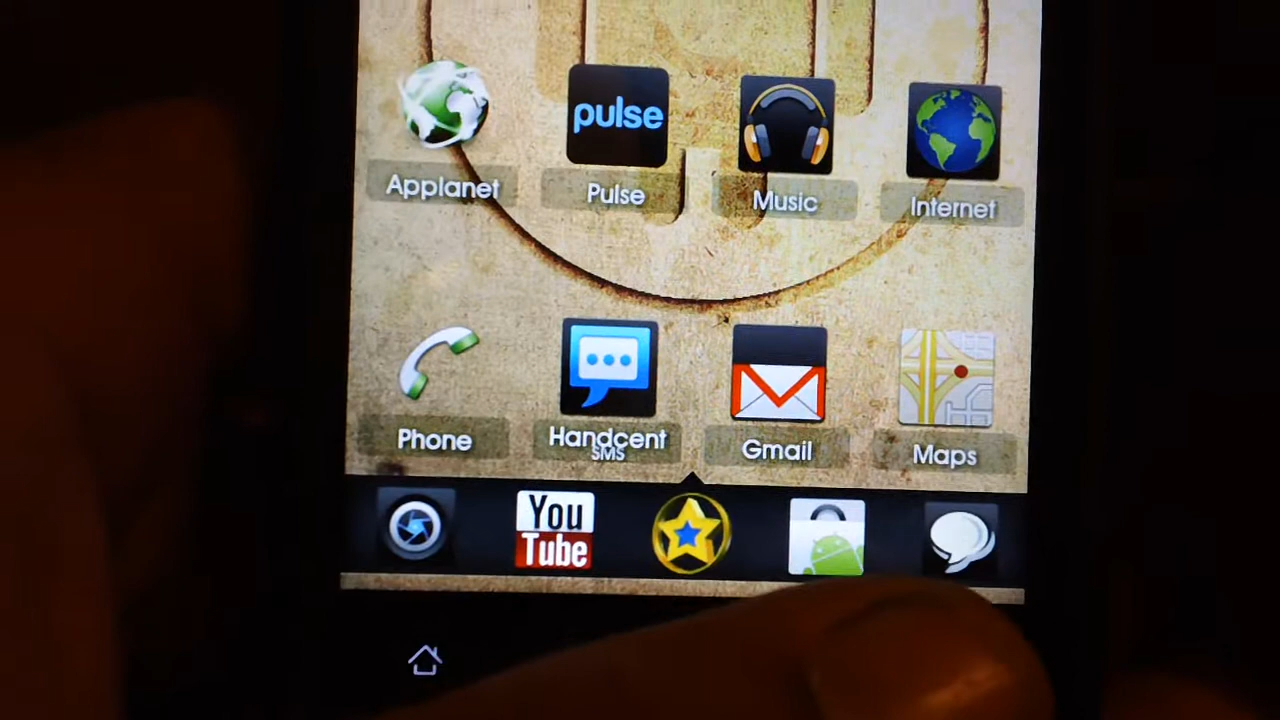 pulse
Applanet
Pulse
Music
Internet
Phone
Handcent
SMS
Gmail
Maps
You
Tube